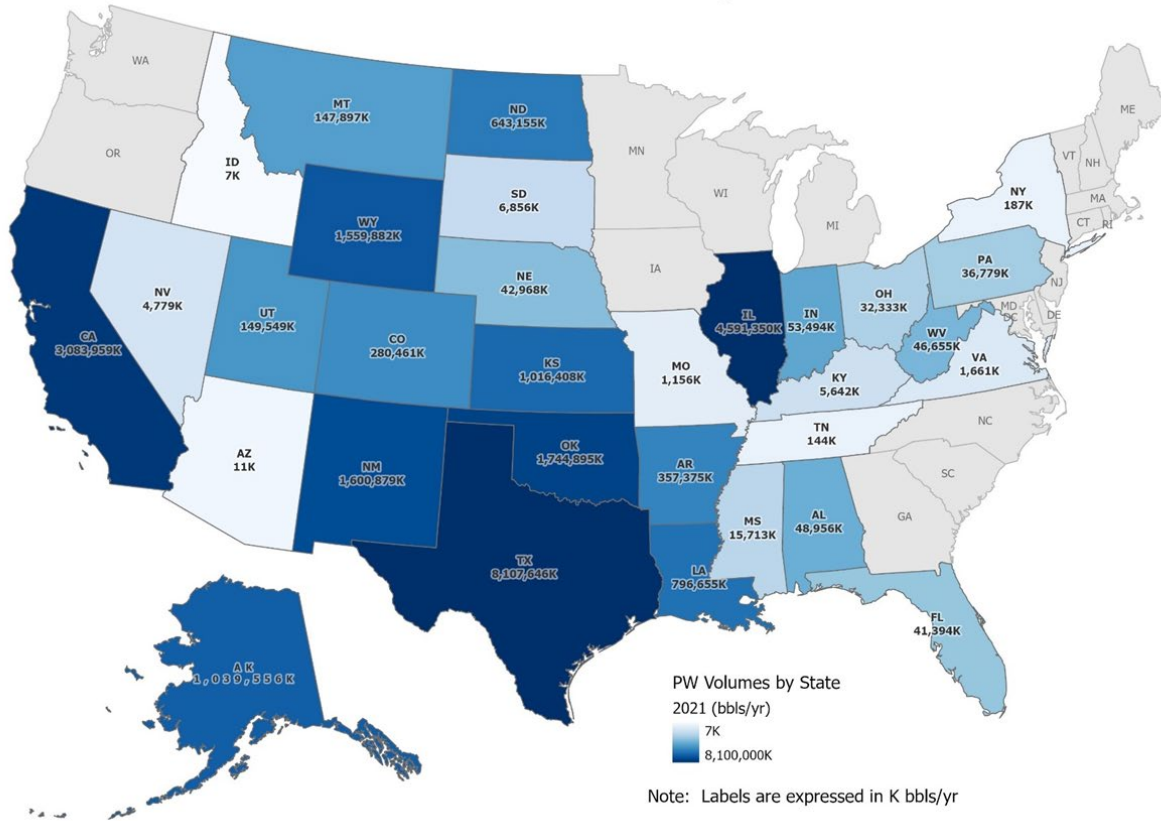 WA
OR
MT
147,897K
ID
7K
ND
643,155K
MN
SD
6,856K
WY
1,559,882K
WI
MI
ME
VT
NH
NY
187K
MA
CT
RI
IA
NE
42,968K
NV
4,779K
UT
149,549K
CO
280,461K
CA
3,083,959K
IL
4,591,350K
IN
53,494K
OH
32,333K
PA
36,779K
NJ
MD
DC
DE
WV
46,655K
VA
1,661K
KS
1,016,408K
MO
1,156K
KY
5,642K
TN
144K
NC
SC
GA
AZ
11K
NM
1,600,879K
OK
1,744,895K
AR
357,375K
MS
15,713K
AL
48,956K
TX
8,107,646K
LA
796,655K
FL
41,394K
AK
1,039,556K
PW Volumes by State
2021 (bbls/yr)
7K
8,100,000K
Note: Labels are expressed in K bbls/yr